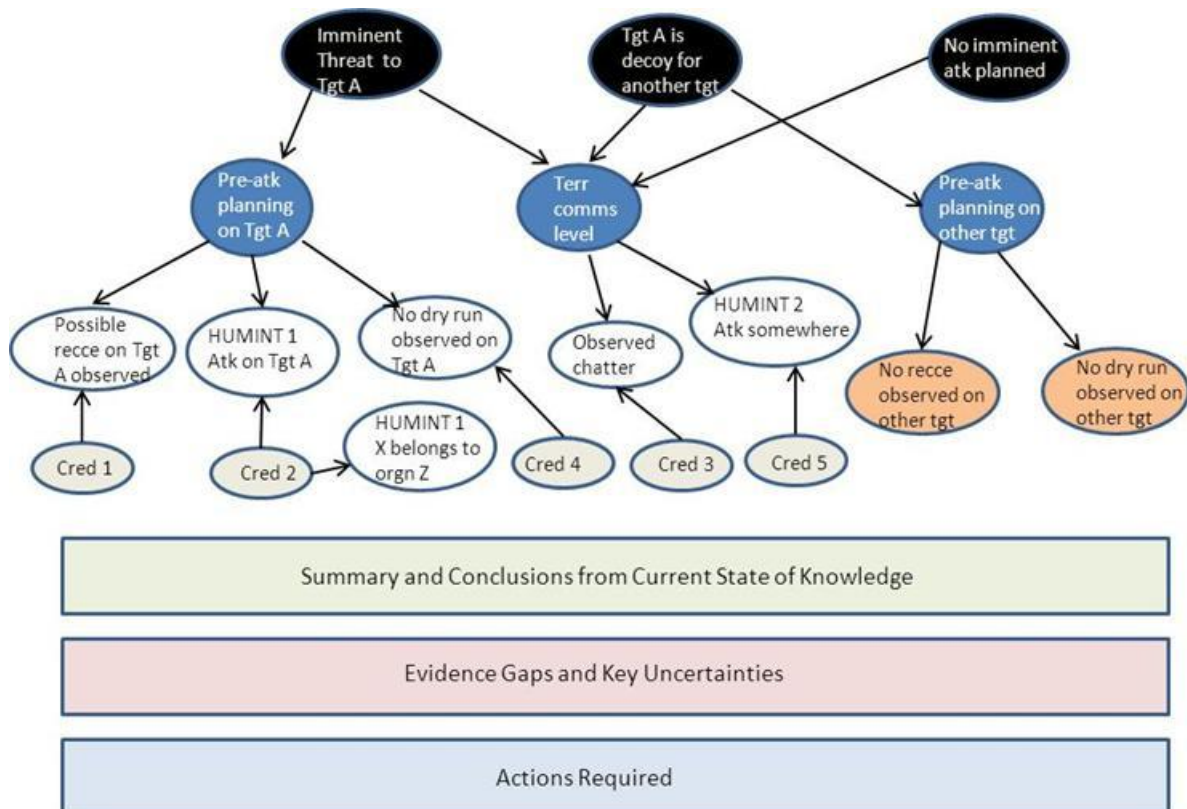 Imminent
Threat to
Tgt A
Tgt A is
decoy for
another tgt
No imminent
atk planned
Pre-atk
planning
on Tgt A
Terr
comms
level
Pre-atk
planning on
other tgt
Possible
recce on Tgt
A observed
HUMINT 1
Atk on Tgt A
No dry run
observed on
Tgt A
Observed
chatter
HUMINT 2
Atk somewhere
No recce
observed on
other tgt
No dry run
observed on
other tgt
Cred 1
Cred 2
HUMINT 1
X belongs to
orgn Z
Cred 4
Cred 3
Cred 5
Summary and Conclusions from Current State of Knowledge
Evidence Gaps and Key Uncertainties
Actions Required